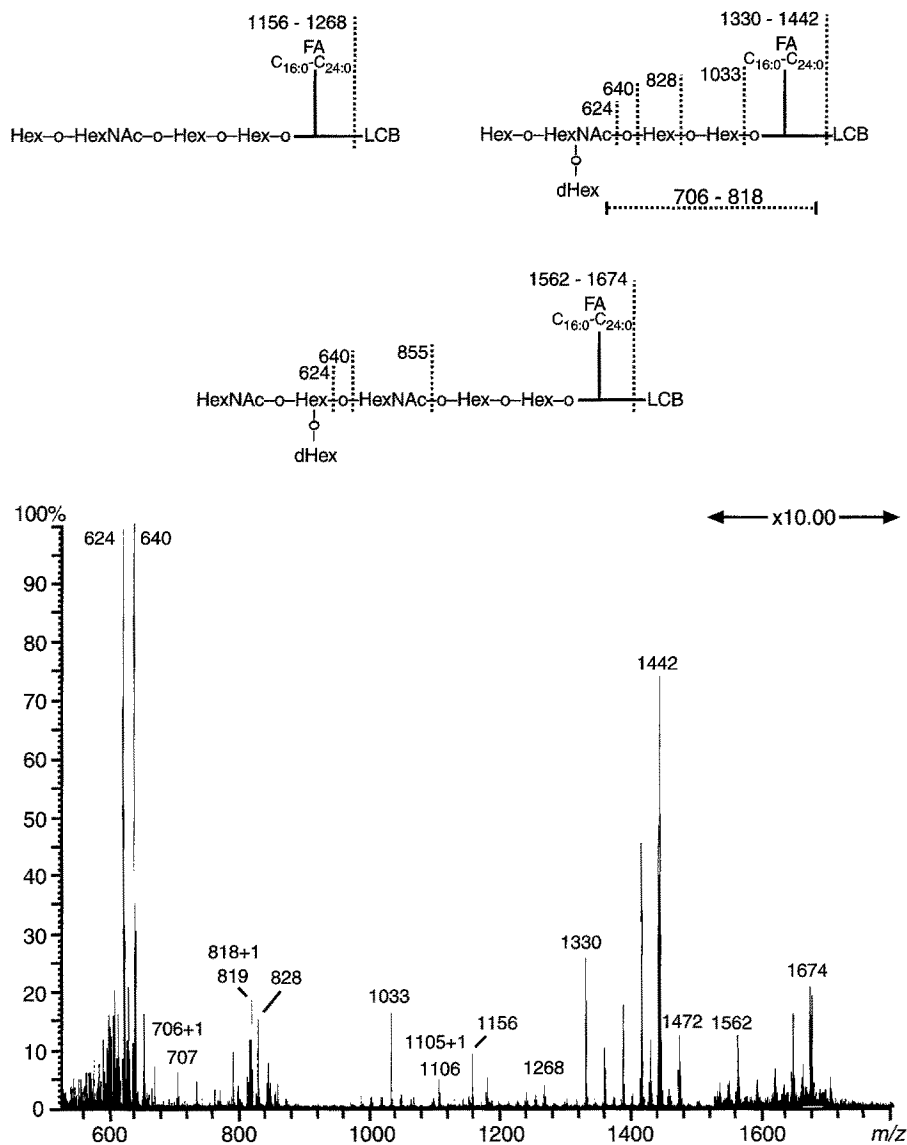 1156 - 1268
FA
C16:0-C24:0
Hex-o-HexNAc-o-Hex-o-Hex-o
LCB
1330 - 1442
FA
C16:0-C24:0
1033
828
640
624
Hex-o-HexNAc-o-Hex-o-Hex-o
LCB
o
dHex
706 - 818
1562 - 1674
FA
C16:0-C24:0
855
640
624
HexNAc-o-Hex-o-HexNAc-o-Hex-o-Hex-o
LCB
o
dHex
100%
x10.00
624
640
90
80
70
1442
60
50
40
30
1330
818+1
819
828
20
1674
1033
706+1
707
1105+1
1106
1156
1472
1562
10
1268
0
600
800
1000
1200
1400
1600
m/z